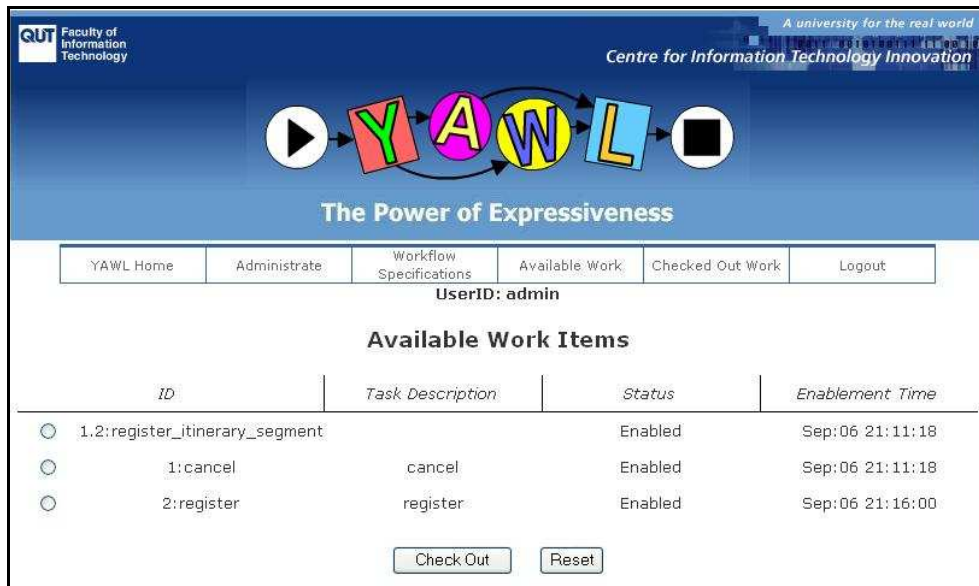 QUT Faculty of
Information
Technology
A university for the real world
Centre for Information Technology Innovation
YAWL
The Power of Expressiveness
YAWL Home Administrate Workflow Specifications Available Work Checked Out Work Logout
UserID: admin
Available Work Items
ID Task Description Status Enablement Time
1.2:register_itinerary_segment Enabled Sep:06 21:11:18
1:cancel cancel Enabled Sep:06 21:11:18
2:register register Enabled Sep:06 21:16:00
Check Out Reset